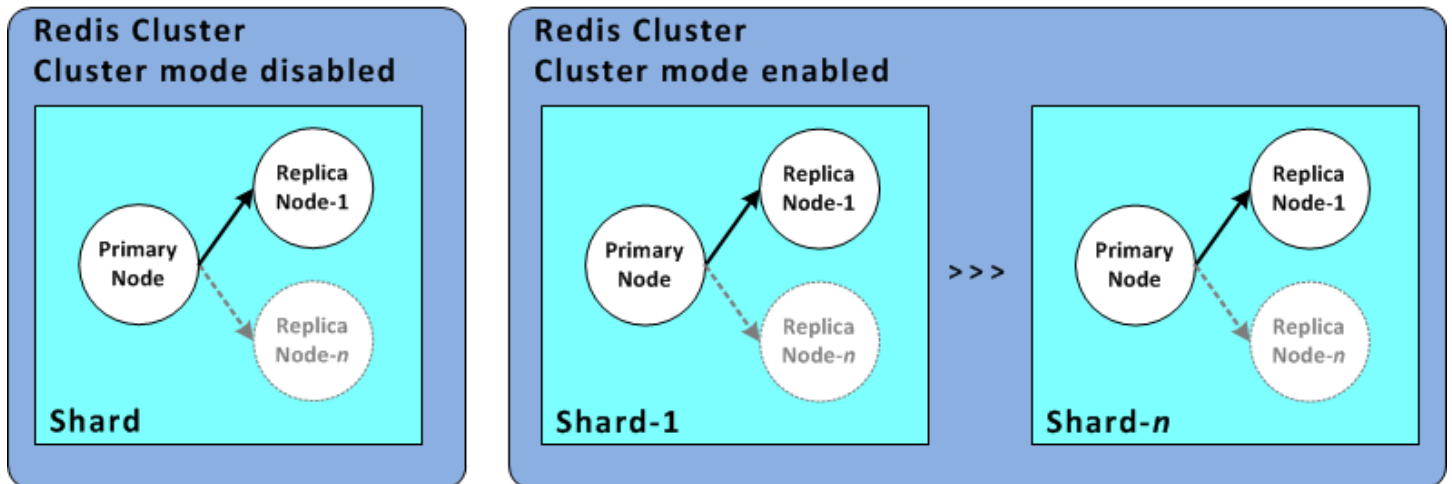 Redis Cluster
Cluster mode disabled
Replica
Node-1
Primary
Node
Replica
Node-n
Shard
Redis Cluster
Cluster mode enabled
Replica
Node-1
Primary
Node
Replica
Node-n
Shard-1
>>>
Replica
Node-1
Primary
Node
Replica
Node-n
Shard-n